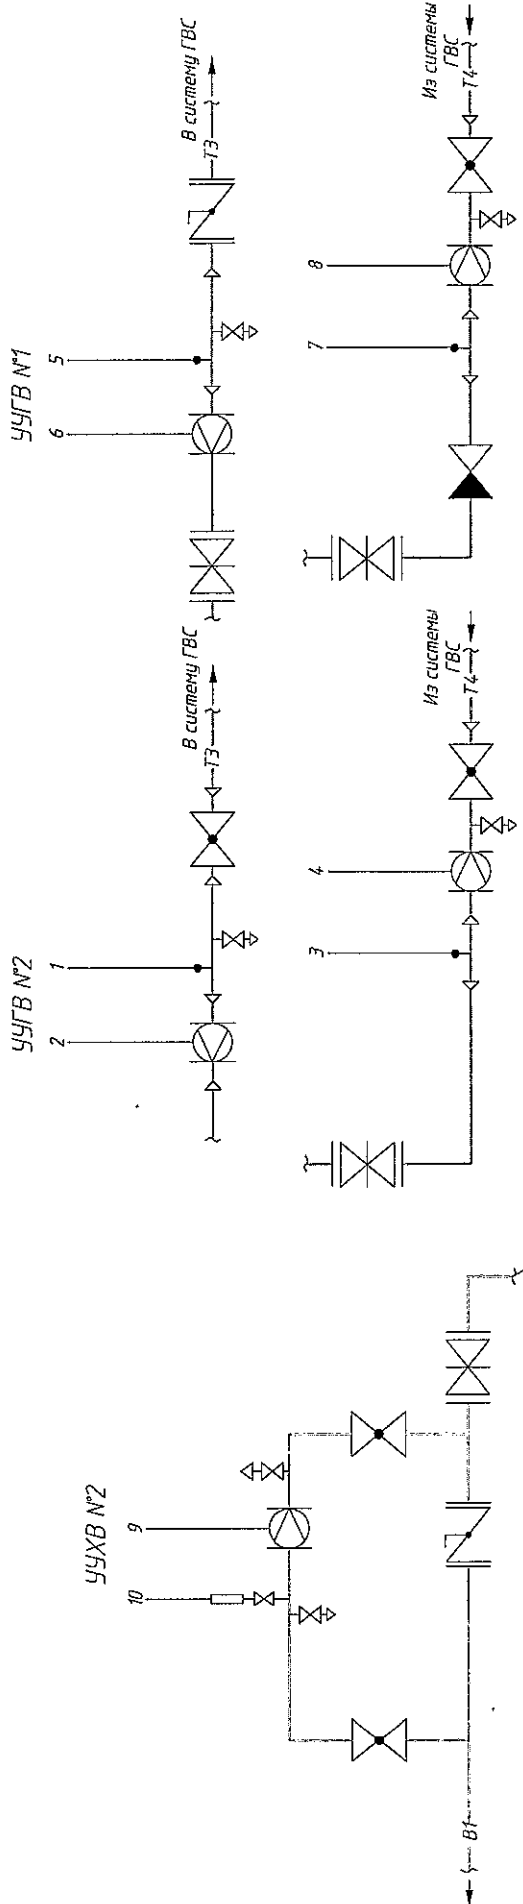 УУХВ №2
10
9
В1
УУГВ №2
2
1
В систему ГВС
Т3
3
4
Из системы
ГВС
Т4
УУГВ №1
6
5
В систему ГВС
Т3
7
8
Из системы
ГВС
Т4